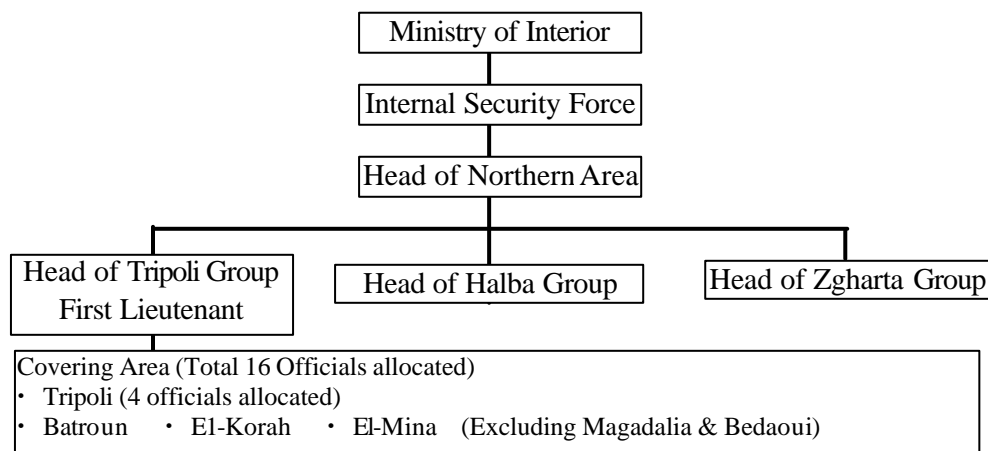 Ministry of Interior
Internal Security Force
Head of Northern Area
Head of Tripoli Group
First Lieutenant
Head of Halba Group
Head of Zgharta Group
Covering Area (Total 16 Officials allocated)
・ Tripoli (4 officials allocated)
・ Batroun ・ E1-Korah ・ El-Mina (Excluding Magadalia & Bedaoui)